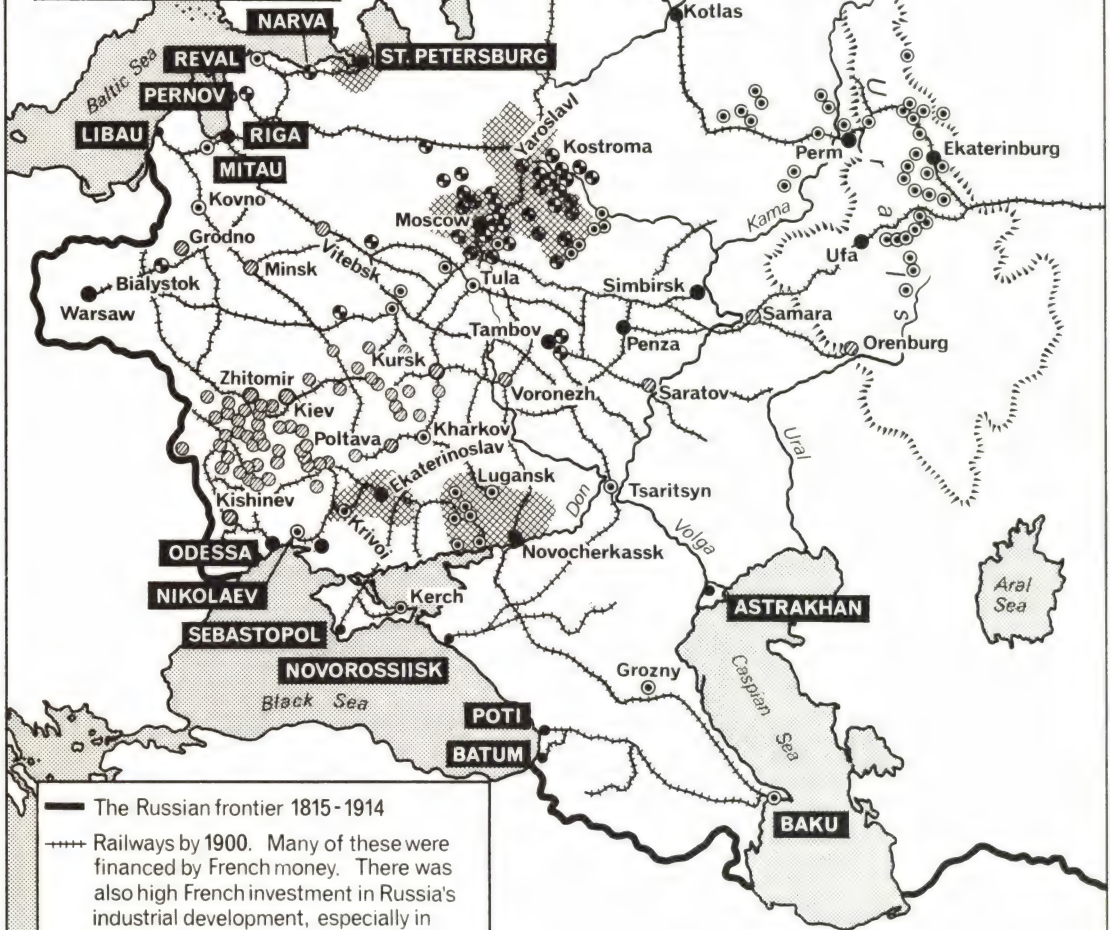 Kotlas
NARVA
REVAL
ST. PETERSBURG
Baltic Sea
PERNOV
LIBAU
RIGA
MITAU
Yaroslavl
Kostroma
Perm
Ekaterinburg
Urals
Kovno
Moscow
Kama
Grodno
Vitebsk
Ufa
Minsk
Bialystok
Tula
Simbirsk
Warsaw
Samara
Tambov
Penza
Orenburg
Kursk
Zhitomir
Voronezh
Saratov
Kiev
Kharkov
Poltava
Ural
Ekaterinoslav
Lugansk
Kishinev
Don
Tsaritsyn
Krivoi
Volga
ODESSA
Novocherkassk
NIKOLAEV
Kerch
ASTRAKHAN
Aral
Sea
SEBASTOPOL
NOVOROSSIISK
Grozny
Caspian Sea
Black Sea
POTI
BATUM
BAKU
The Russian frontier 1815-1914
Railways by 1900. Many of these were
financed by French money. There was
also high French investment in Russia's
industrial development, especially in